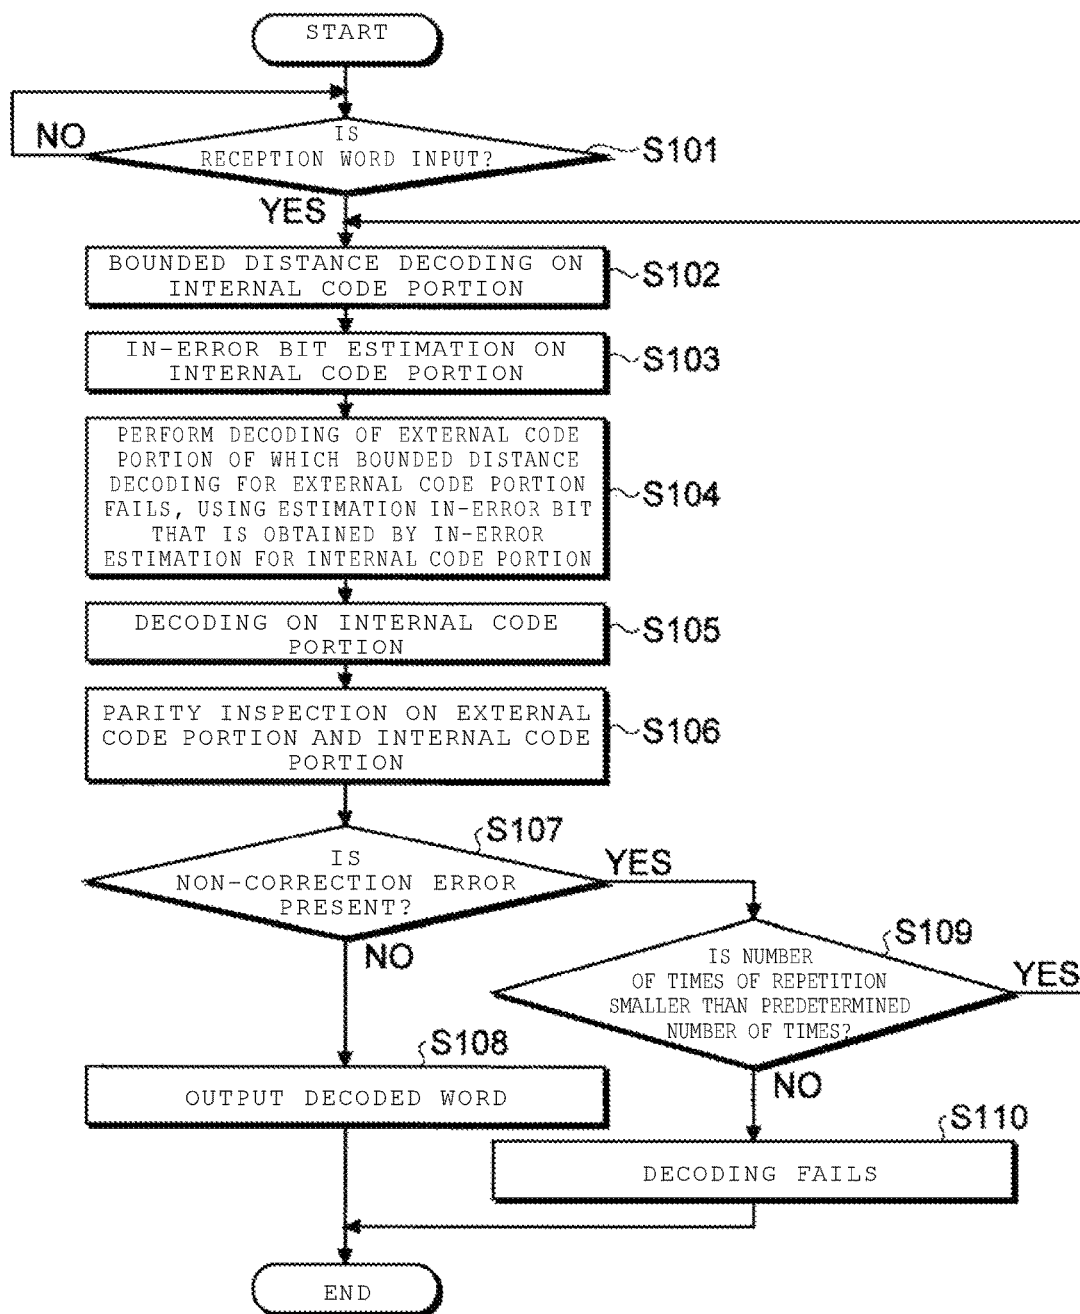 START
NO
IS
RECEPTION WORD INPUT?
S101
YES
BOUNDED DISTANCE DECODING ON
INTERNAL CODE PORTION
S102
IN-ERROR BIT ESTIMATION ON
INTERNAL CODE PORTION
S103
PERFORM DECODING OF EXTERNAL CODE
PORTION OF WHICH BOUNDED DISTANCE
DECODING FOR EXTERNAL CODE PORTION
FAILS, USING ESTIMATION IN-ERROR BIT
THAT IS OBTAINED BY IN-ERROR
ESTIMATION FOR INTERNAL CODE PORTION
S104
DECODING ON INTERNAL CODE
PORTION
S105
PARITY INSPECTION ON EXTERNAL
CODE PORTION AND INTERNAL CODE
PORTION
S106
S107
IS
NON-CORRECTION ERROR
PRESENT?
YES
NO
S109
IS NUMBER
OF TIMES OF REPETITION
SMALLER THAN PREDETERMINED
NUMBER OF TIMES?
YES
NO
S108
OUTPUT DECODED WORD
S110
DECODING FAILS
END